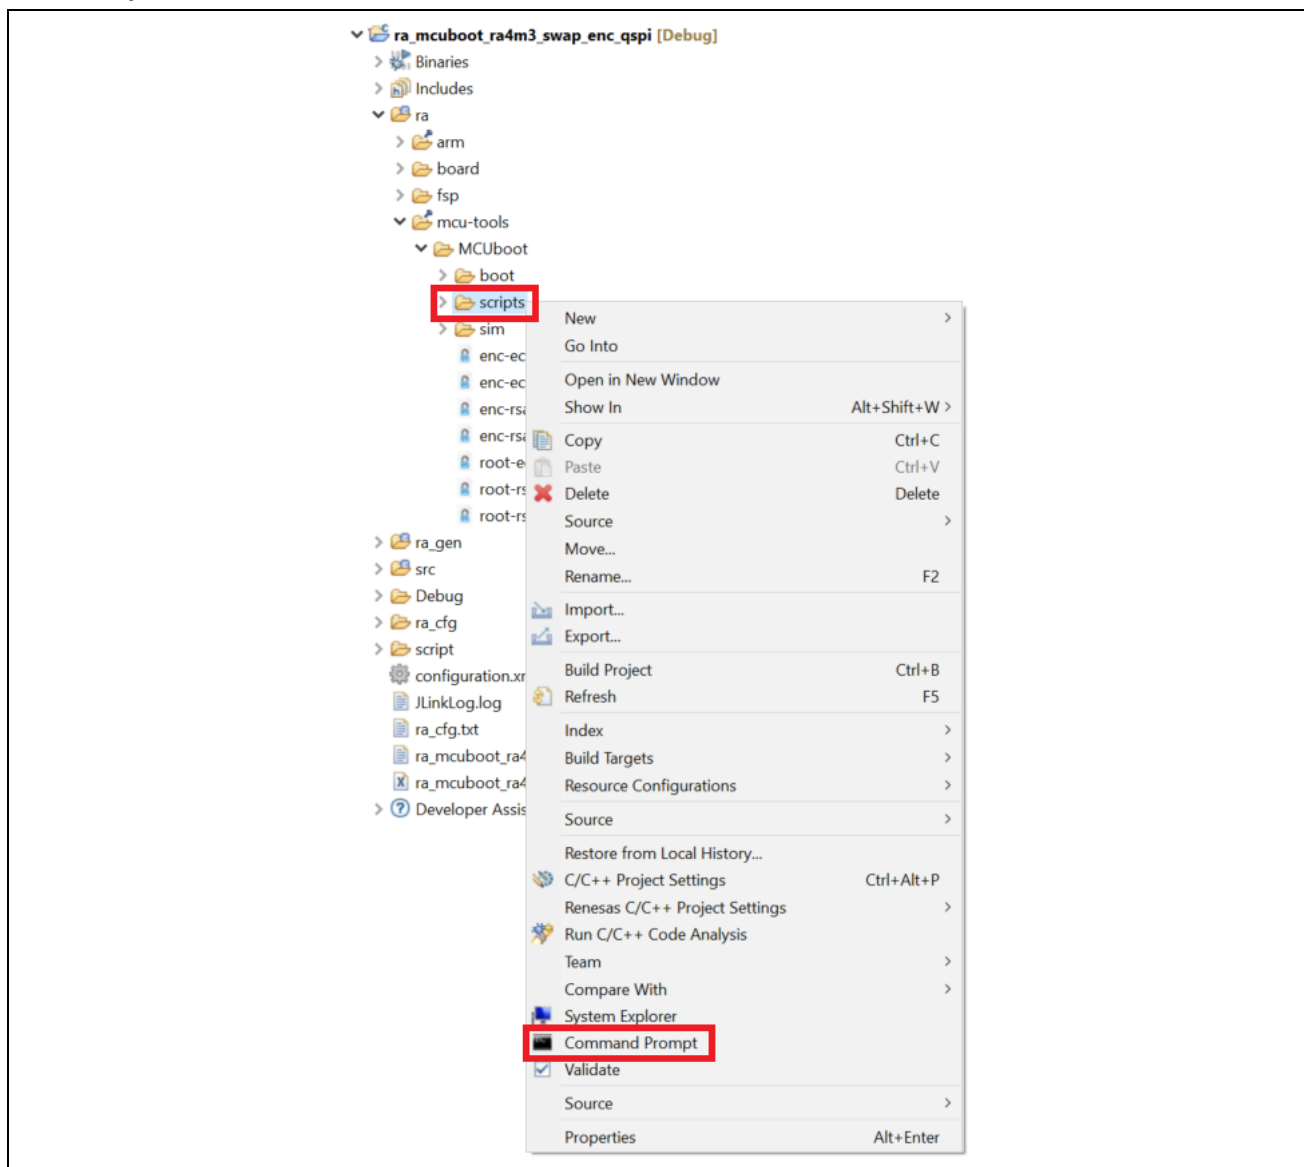 ra_mcuboot_ra4m3_swap_enc_qspi [Debug]
Binaries
Includes
ra
arm
board
fsp
mcu-tools
MCUboot
boot
scripts
sim
enc-ec
enc-ec
enc-rsa
enc-rsa
root-e
root-rs
root-rs
ra_gen
src
Debug
ra_cfg
script
configuration.x
JLinkLog.log
ra_cfg.txt
ra_mcuboot_ra4
ra_mcuboot_ra4
Developer Assis
New
Go Into
Open in New Window
Show In Alt+Shift+W
Copy Ctrl+C
Paste Ctrl+V
Delete Delete
Source
Move...
Rename... F2
Import...
Export...
Build Project Ctrl+B
Refresh F5
Index
Build Targets
Resource Configurations
Source
Restore from Local History...
C/C++ Project Settings Ctrl+Alt+P
Renesas C/C++ Project Settings
Run C/C++ Code Analysis
Team
Compare With
System Explorer
Command Prompt
Validate
Source
Properties Alt+Enter